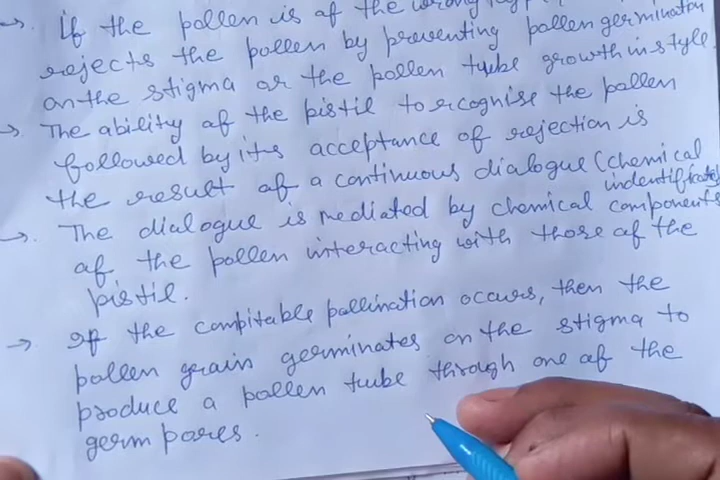 →. If the pollen is of the wrong
rejects the pollen by preventing pollen germination
on the stigma or the pollen tube growth in style
→. The ability of the pistil to recognise the pollen
followed by its acceptance of rejection is
the result of a continuous dialogue (chemical
indentificate)
→. The dialogue is mediated by chemical components
of the pollen interacting with those of the
pistil.
→ If the compitable pollination occurs, then the
pollen grain germinates on the stigma to
produce a pollen tube through one of the
germ pores.